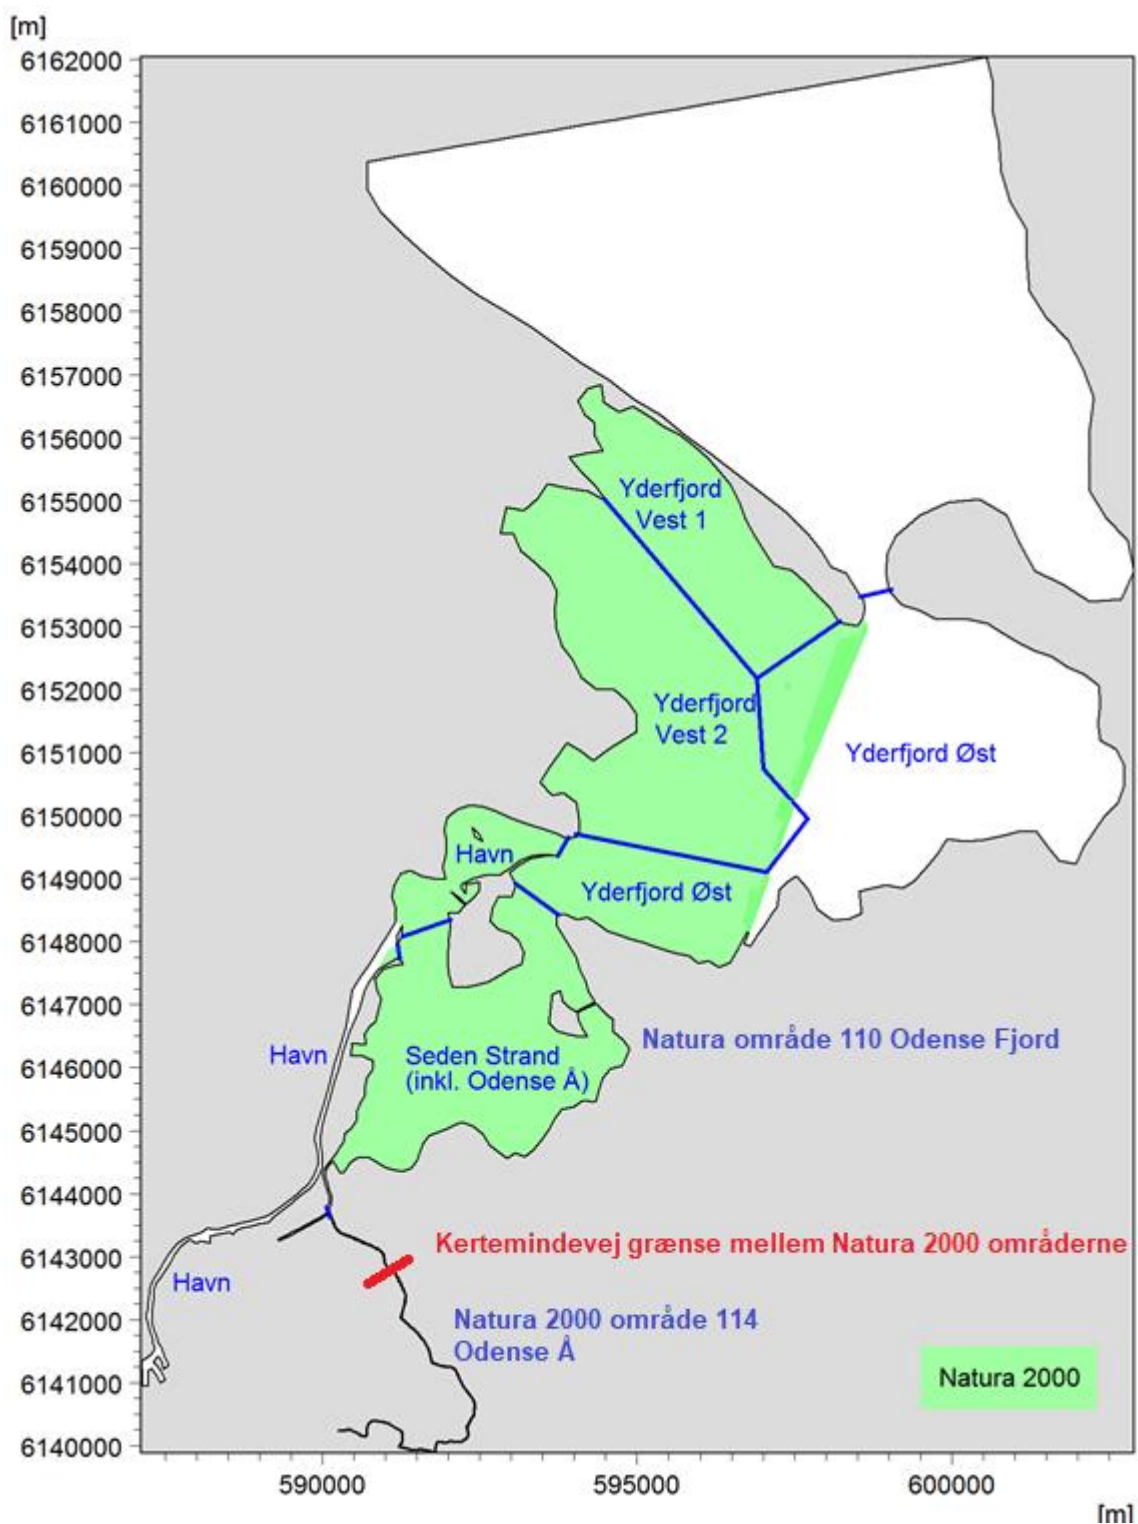 [m]
6162000
6161000
6160000
6159000
6158000
6157000
6156000
6155000
6154000
6153000
6152000
6151000
6150000
6149000
6148000
6147000
6146000
6145000
6144000
6143000
6142000
6141000
6140000
Yderfjord
Vest 1
Yderfjord
Vest 2
Yderfjord Øst
Havn
Yderfjord Øst
Natura område 110 Odense Fjord
Havn
Seden Strand
(inkl. Odense Å)
Kertemindevej grænse mellem Natura 2000 områderne
Havn
Natura 2000 område 114
Odense Å
Natura 2000
590000
595000
600000
[m]